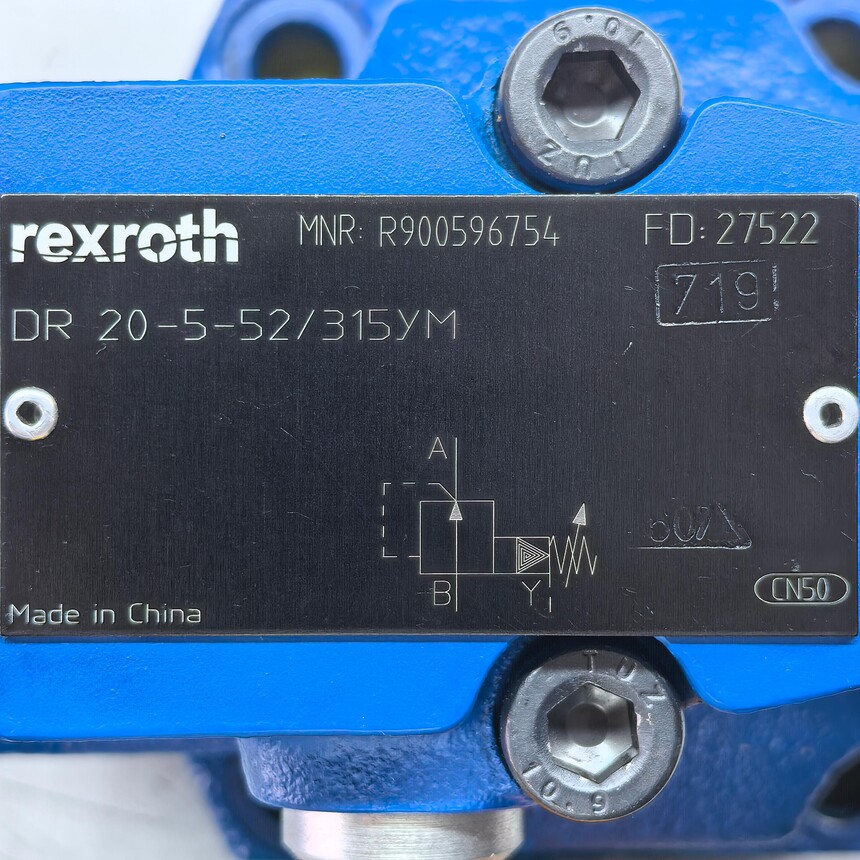 10.9
TUZ
rexroth MNR: R900596754 FD: 27522
719
DR 20-5-52/315YM
A
B Y
CN50
Made in China
TUZ
10.9